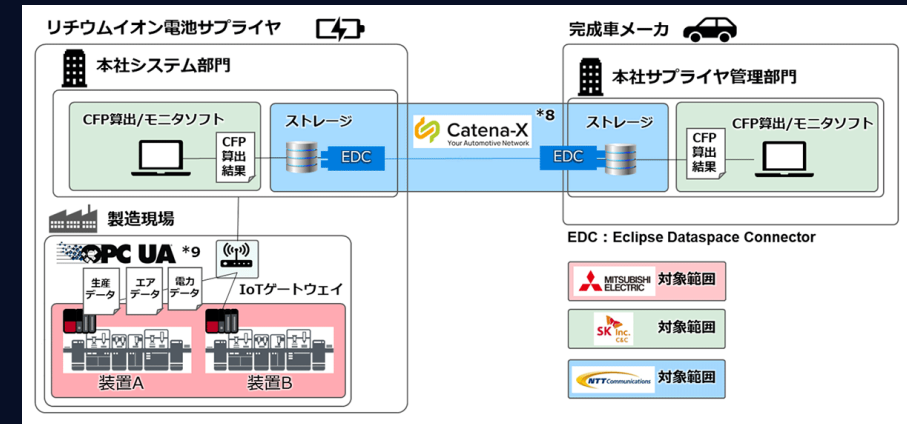 リチウムイオン電池サプライヤ
本社システム部門
CFP算出/モニタソフト
CFP
算出
結果
ストレージ
EDC
Catena-X
Your Automotive Network
*8
完成車メーカ
本社サプライヤ管理部門
EDC
ストレージ
CFP
算出
結果
CFP算出/モニタソフト
製造現場
OPC UA *9
生産
データ
エア
データ
電力
データ
IoTゲートウェイ
装置A
装置B
EDC：Eclipse Dataspace Connector
MITSUBISHI
ELECTRIC
対象範囲
SK inc.
C&C
対象範囲
NTT Communications
対象範囲